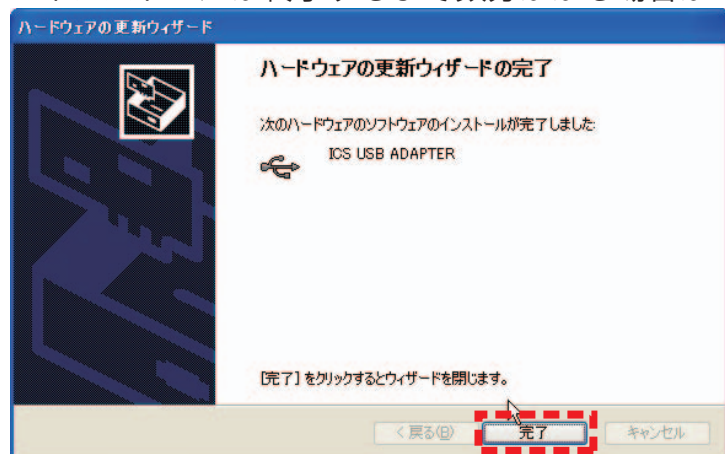 ハードウェアの更新ウィザード
ハードウェアの更新ウィザードの完了
次のハードウェアのソフトウェアのインストールが完了しました:
ICS USB ADAPTER
[完了] をクリックするとウィザードを閉じます。
< 戻る(B)
完了
キャンセル